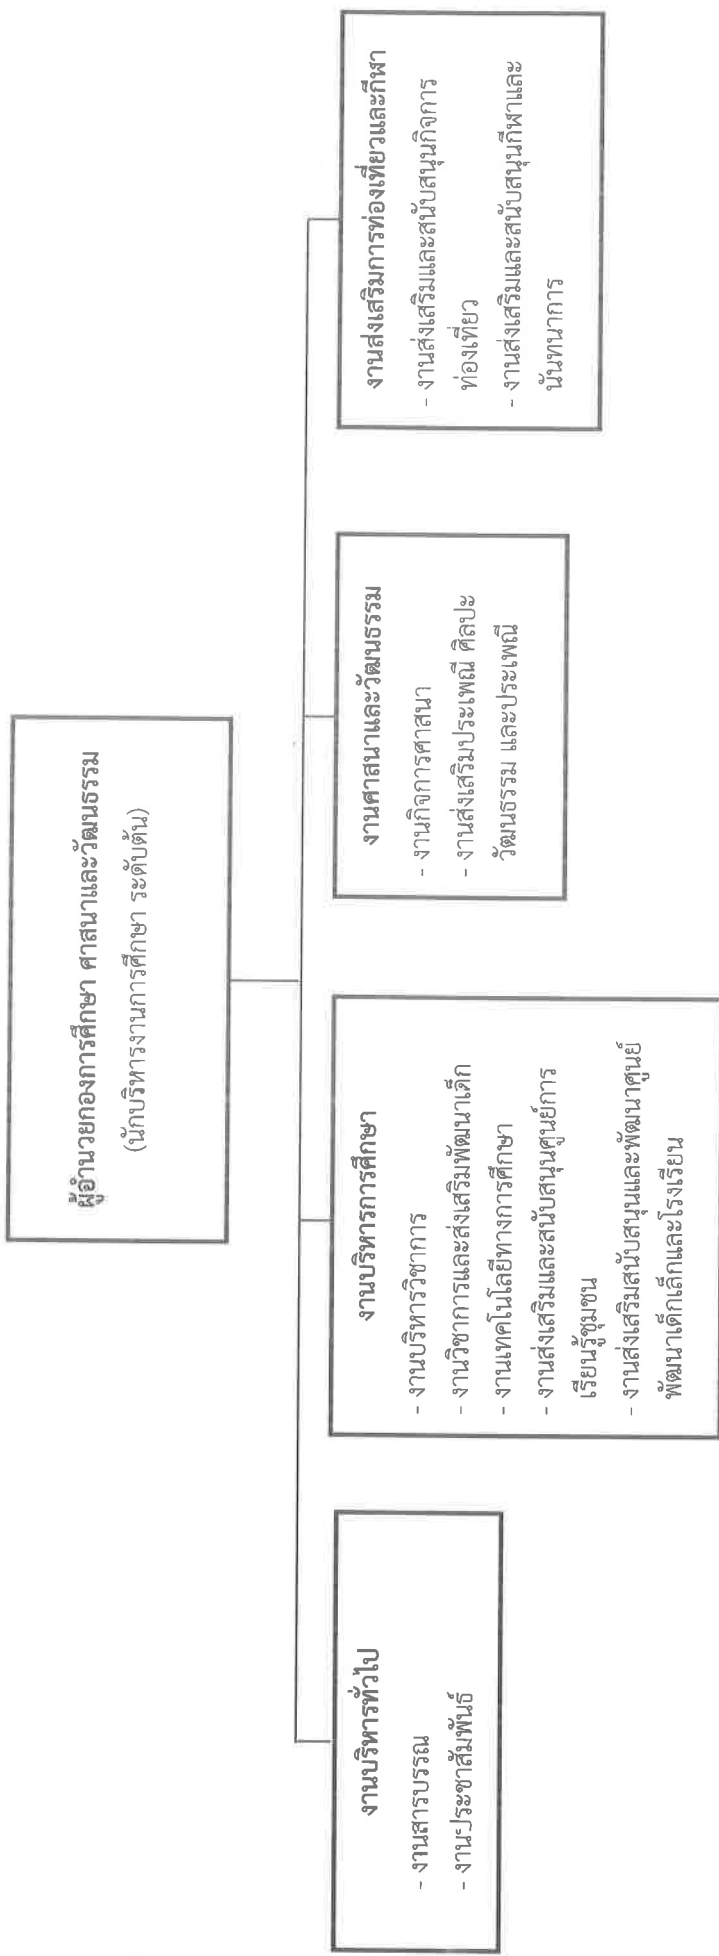 ผู้อำนวยกองการศึกษา ศาสนาและวัฒนธรรม
(นักบริหารงานการศึกษา ระดับต้น)
งานบริหารทั่วไป
- งานสารบรรณ
- งานประชาสัมพันธ์
งานบริหารการศึกษา
- งานบริหารวิชาการ
- งานวิชาการและส่งเสริมพัฒนาเด็ก
- งานเทคโนโลยีทางการศึกษา
- งานส่งเสริมและสนับสนุนศูนย์การ
เรียนรู้ชุมชน
- งานส่งเสริมสนับสนุนและพัฒนาศูนย์
พัฒนาเด็กเล็กและโรงเรียน
งานศาสนาและวัฒนธรรม
- งานกิจการศาสนา
- งานส่งเสริมประเพณี ศิลปะ
วัฒนธรรม และประเพณี
งานส่งเสริมการท่องเที่ยวและกีฬา
- งานส่งเสริมและสนับสนุนกิจการ
ท่องเที่ยว
- งานส่งเสริมและสนับสนุนกีฬาและ
นันทนาการ